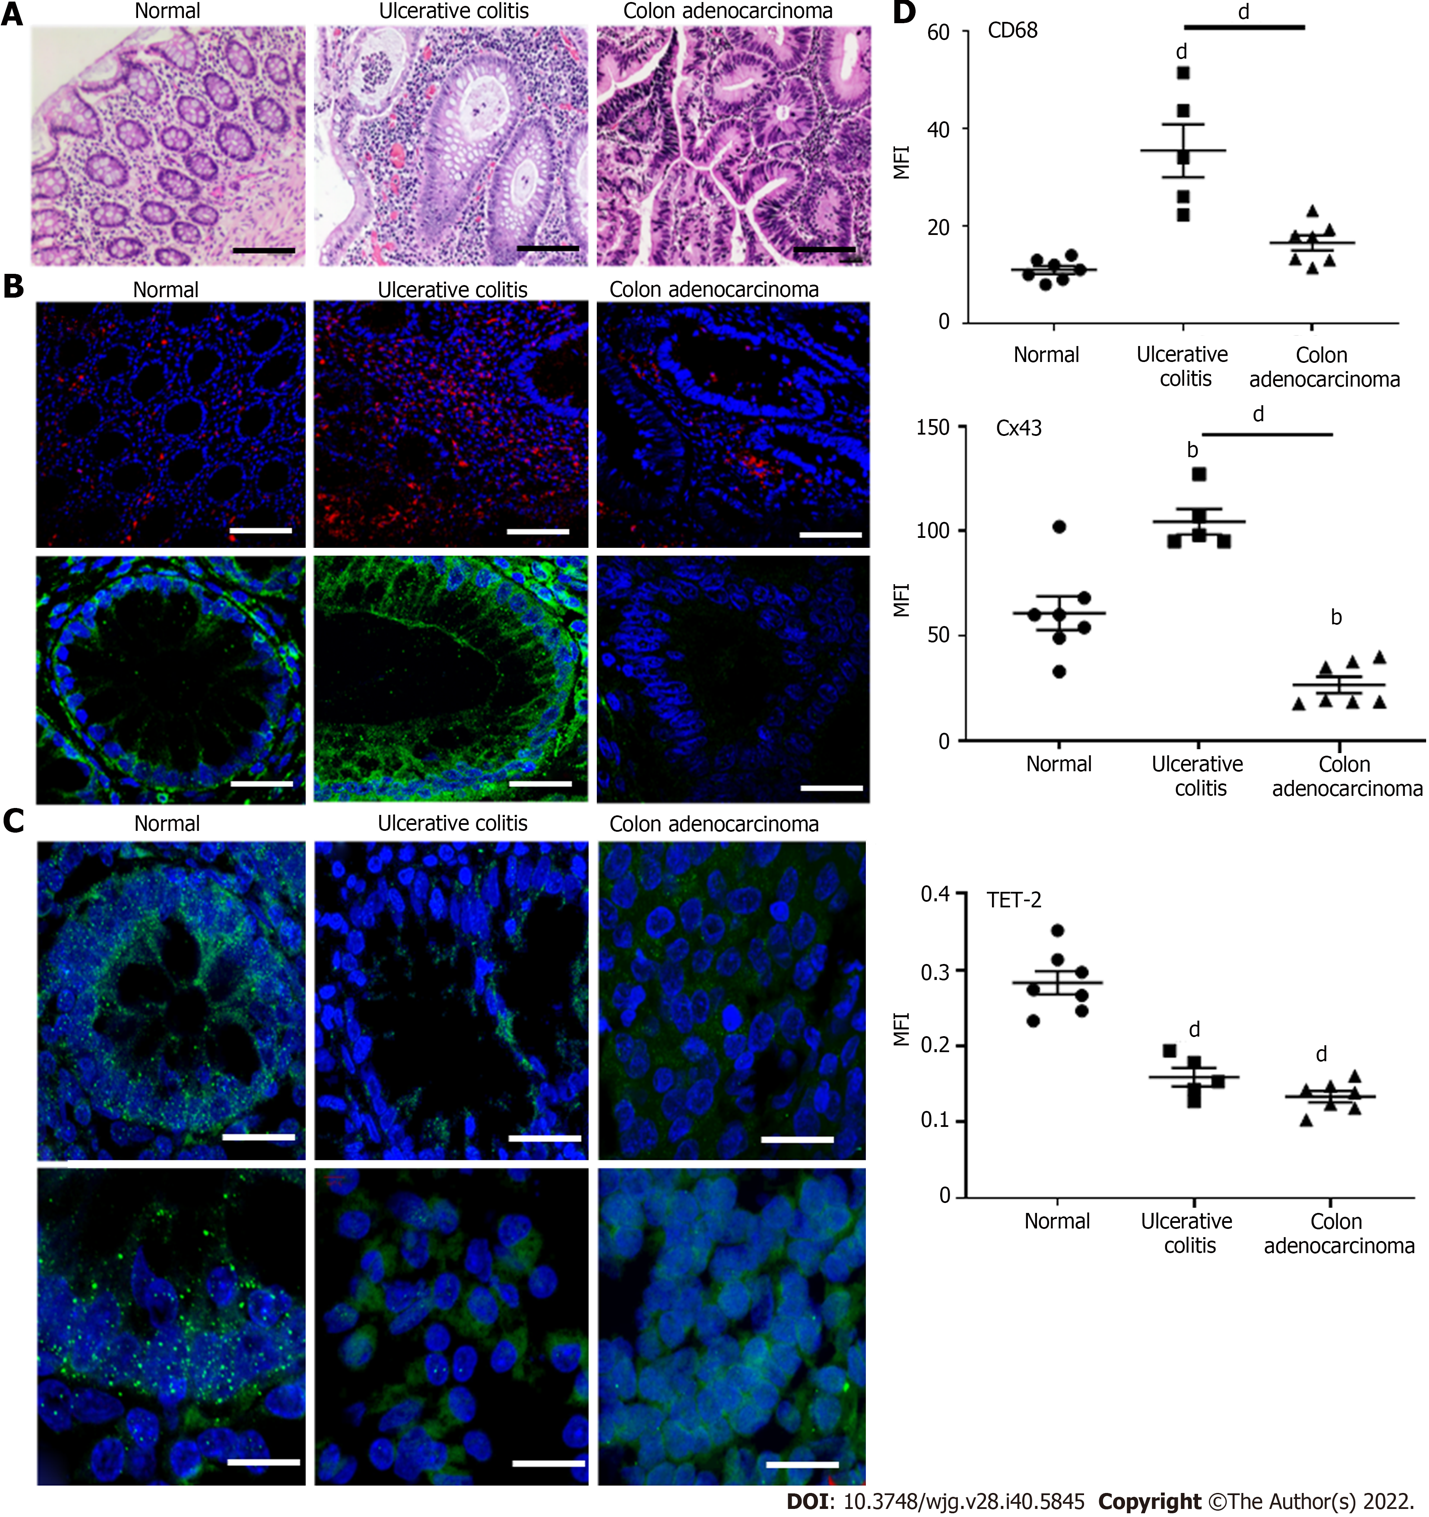 A
Normal
Ulcerative colitis
Colon adenocarcinoma
B
Normal
Ulcerative colitis
Colon adenocarcinoma
C
Normal
Ulcerative colitis
Colon adenocarcinoma
D
CD68
d
d
MFI
60
40
20
0
Normal
Ulcerative
colitis
Colon
adenocarcinoma
Cx43
d
b
b
MFI
150
100
50
0
Normal
Ulcerative
colitis
Colon
adenocarcinoma
TET-2
d
d
MFI
0.4
0.3
0.2
0.1
0
Normal
Ulcerative
colitis
Colon
adenocarcinoma
DOI: 10.3748/wjg.v28.i40.5845 Copyright ©The Author(s) 2022.